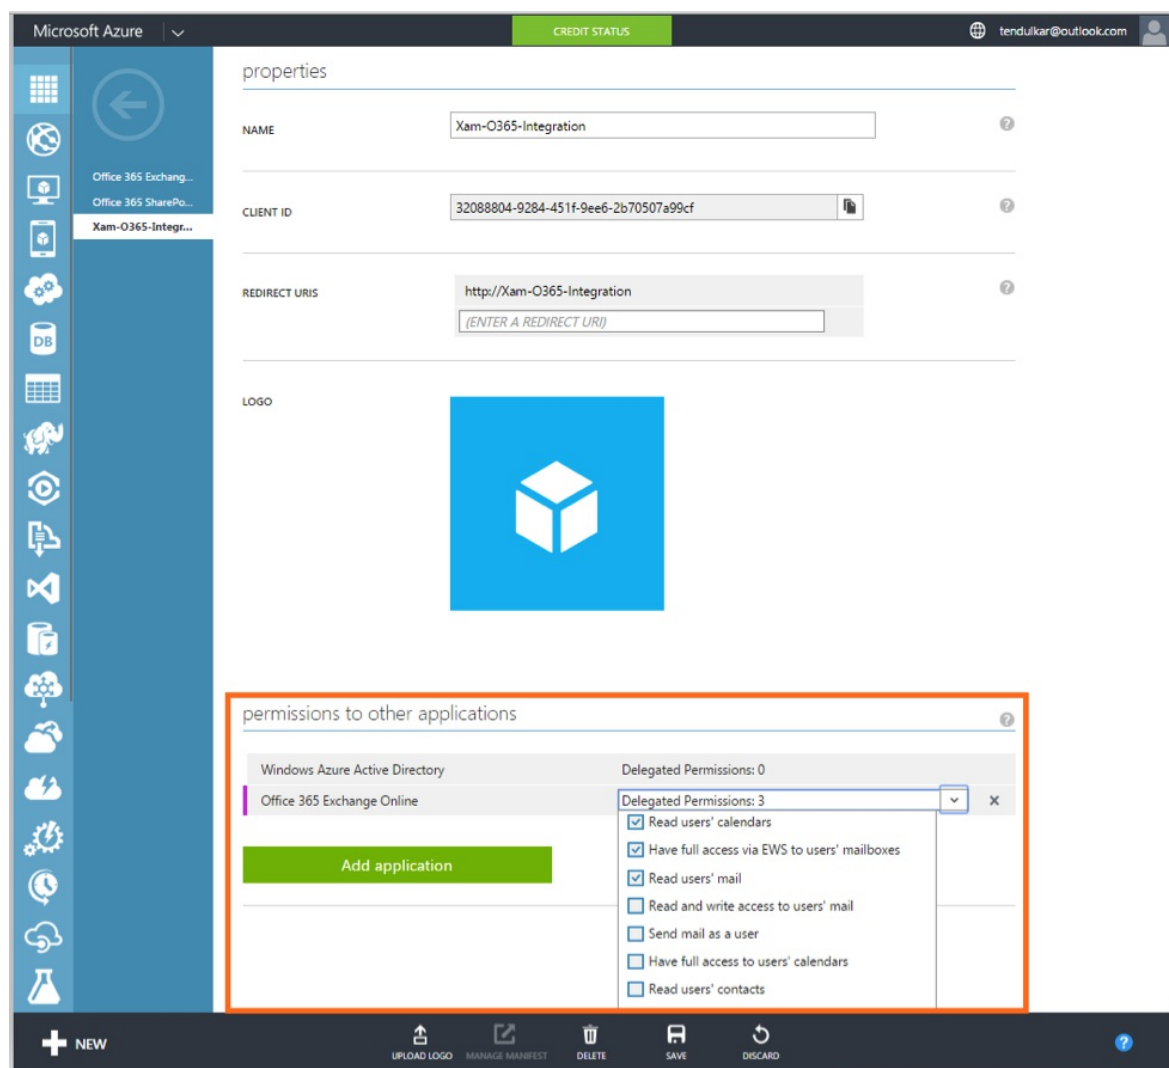 Microsoft Azure
CREDIT STATUS
tendulkar@outlook.com
properties
NAME
Xam-O365-Integration
Office 365 Exchang...
Office 365 SharePo...
Xam-O365-Integr...
CLIENT ID
32088804-9284-451f-9ee6-2b70507a99cf
REDIRECT URIS
http://Xam-O365-Integration
(ENTER A REDIRECT URI)
LOGO
DB
permissions to other applications
Windows Azure Active Directory
Delegated Permissions: 0
Office 365 Exchange Online
Delegated Permissions: 3
Read users' calendars
Have full access via EWS to users' mailboxes
Read users' mail
Read and write access to users' mail
Send mail as a user
Have full access to users' calendars
Read users' contacts
Add application
NEW
UPLOAD LOGO
MANAGE MANIFEST
DELETE
SAVE
DISCARD